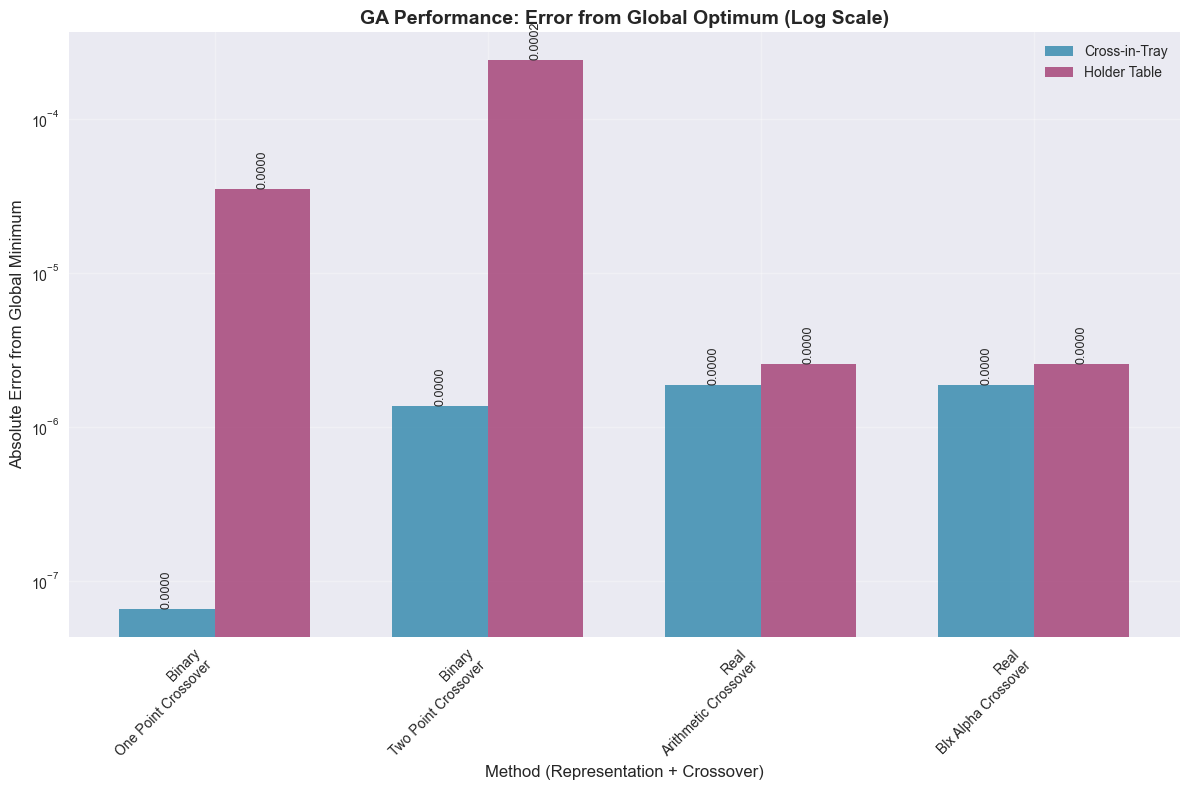 GA Performance: Error from Global Optimum (Log Scale)
Cross-in-Tray
Holder Table
Absolute Error from Global Minimum
10⁻⁴
10⁻⁵
10⁻⁶
10⁻⁷
0.0000
0.0000
0.0000
0.0002
0.0000
0.0000
0.0000
0.0000
Binary
One Point Crossover
Binary
Two Point Crossover
Real
Arithmetic Crossover
Real
Blx Alpha Crossover
Method (Representation + Crossover)